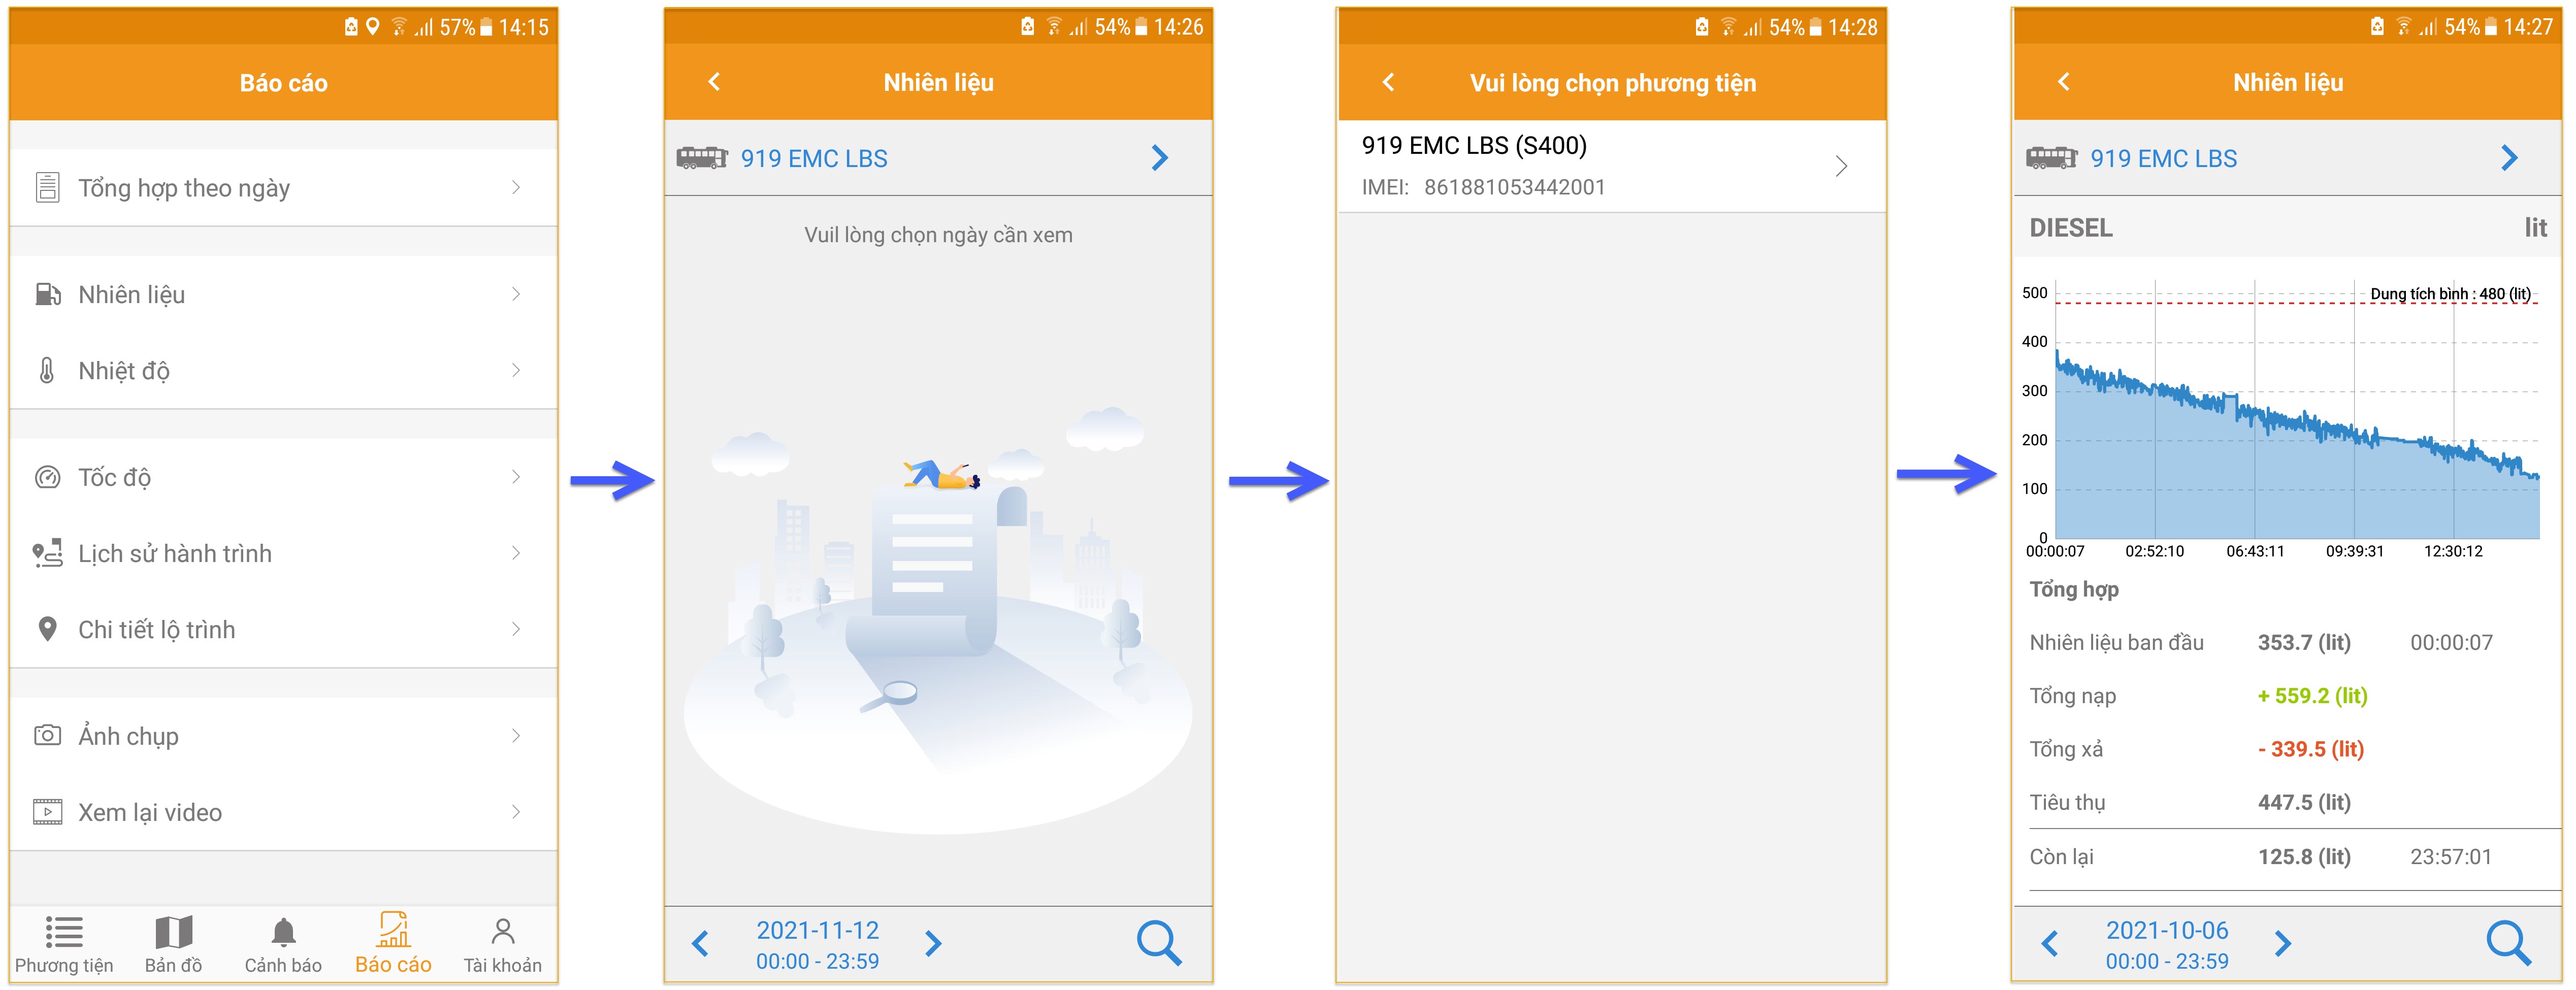 57% 14:15
Báo cáo
Tổng hợp theo ngày
Nhiên liệu
Nhiệt độ
Tốc độ
Lịch sử hành trình
Chi tiết lộ trình
Ảnh chụp
Xem lại video
Phương tiện Bản đồ Cảnh báo Báo cáo Tài khoản
54% 14:26
Nhiên liệu
919 EMC LBS
Vuil lòng chọn ngày cần xem
2021-11-12
00:00 - 23:59
54% 14:28
Vui lòng chọn phương tiện
919 EMC LBS (S400)
IMEI: 861881053442001
54% 14:27
Nhiên liệu
919 EMC LBS
DIESEL lit
500
Dung tích bình : 480 (lit)
400
300
200
100
0
00:00:07 02:52:10 06:43:11 09:39:31 12:30:12
Tổng hợp
Nhiên liệu ban đầu 353.7 (lit) 00:00:07
Tổng nạp + 559.2 (lit)
Tổng xả - 339.5 (lit)
Tiêu thụ 447.5 (lit)
Còn lại 125.8 (lit) 23:57:01
2021-10-06
00:00 - 23:59